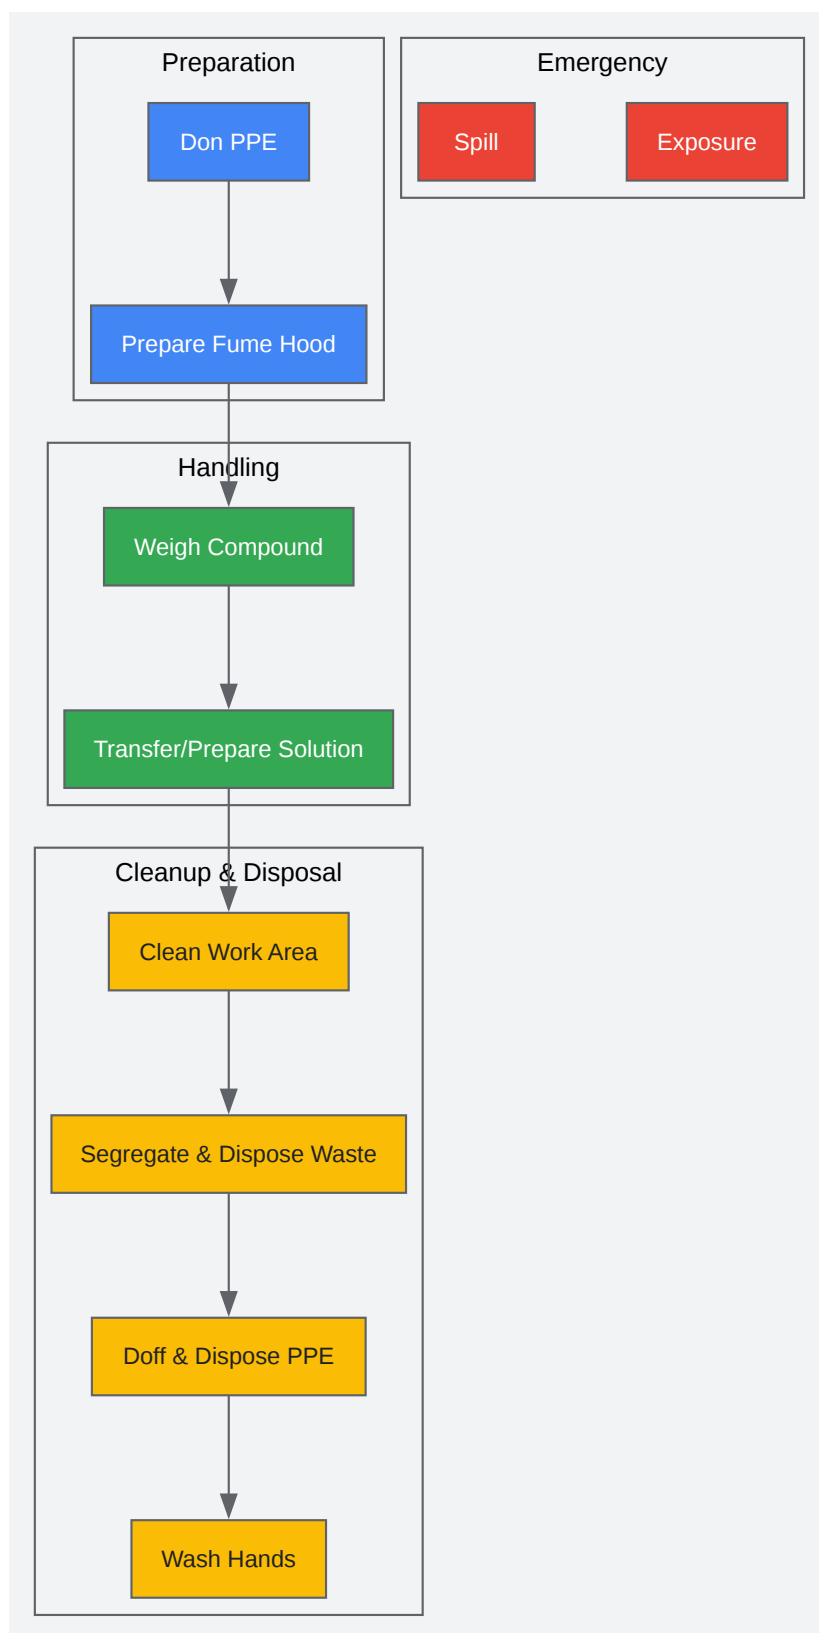 Preparation
Don PPE
Prepare Fume Hood
Emergency
Spill
Exposure
Handling
Weigh Compound
Transfer/Prepare Solution
Cleanup & Disposal
Clean Work Area
Segregate & Dispose Waste
Doff & Dispose PPE
Wash Hands